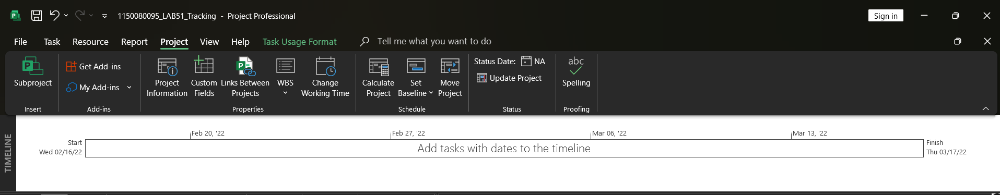 1150080095_LAB51_Tracking - Project Professional
Sign in
File Task Resource Report Project View Help Task Usage Format Tell me what you want to do
Subproject
Insert
Get Add-ins
My Add-ins
Add-ins
Project Information
Custom Fields
Links Between Projects
WBS
Change Working Time
Properties
Calculate Project
Set Baseline
Move Project
Schedule
Status Date: NA
Update Project
Status
abc
Spelling
Proofing
TIMELINE
Feb 20, '22 Feb 27, '22 Mar 06, '22 Mar 13, '22
Start
Wed 02/16/22
Add tasks with dates to the timeline
Finish
Thu 03/17/22